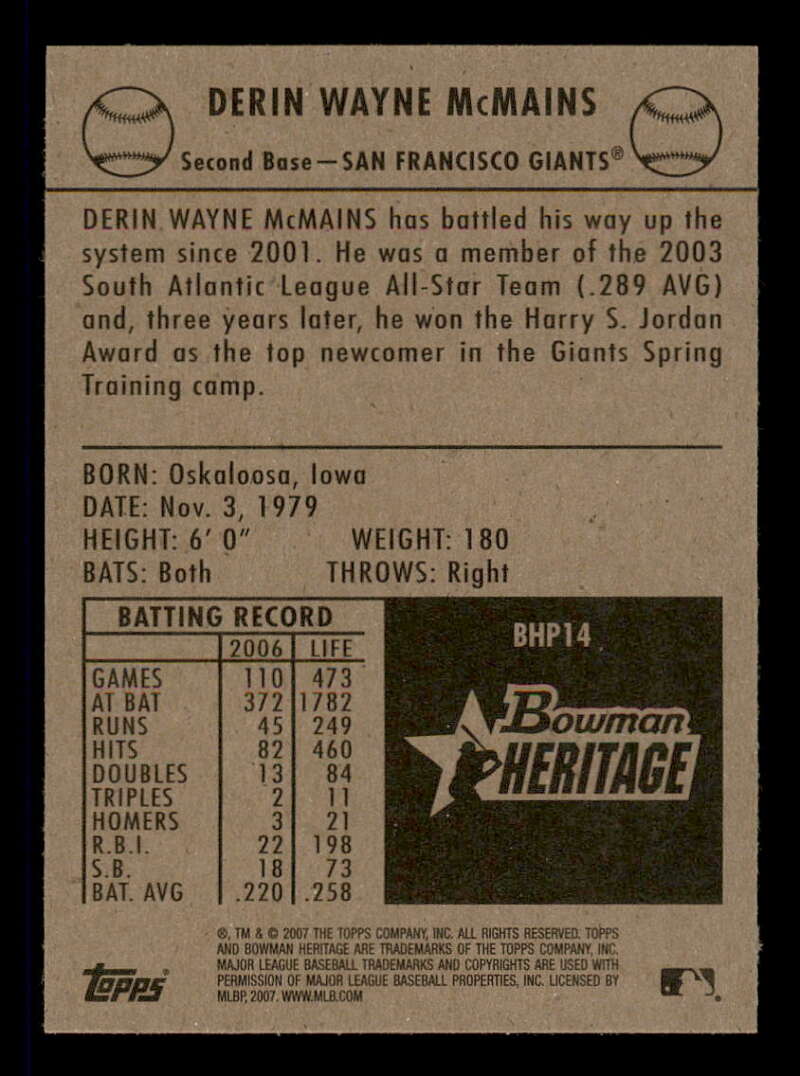 DERIN WAYNE McMAINS
Second Base—SAN FRANCISCO GIANTS®
DERIN WAYNE McMAINS has battled his way up the
system since 2001. He was a member of the 2003
South Atlantic League All-Star Team (.289 AVG)
and, three years later, he won the Harry S. Jordan
Award as the top newcomer in the Giants Spring
Training camp.
BORN: Oskaloosa, Iowa
DATE: Nov. 3, 1979
HEIGHT: 6' 0" WEIGHT: 180
BATS: Both THROWS: Right
BATTING RECORD
2006 LIFE
GAMES 110 473
AT BAT 372 1782
RUNS 45 249
HITS 82 460
DOUBLES 13 84
TRIPLES 2 11
HOMERS 3 21
R.B.I. 22 198
S.B. 18 73
BAT. AVG .220 .258
BHP14
Bowman
HERITAGE
®, TM & © 2007 THE TOPPS COMPANY, INC. ALL RIGHTS RESERVED. TOPPS
AND BOWMAN HERITAGE ARE TRADEMARKS OF THE TOPPS COMPANY, INC.
MAJOR LEAGUE BASEBALL TRADEMARKS AND COPYRIGHTS ARE USED WITH
PERMISSION OF MAJOR LEAGUE BASEBALL PROPERTIES, INC. LICENSED BY
MLBP, 2007. WWW.MLB.COM
Topps®